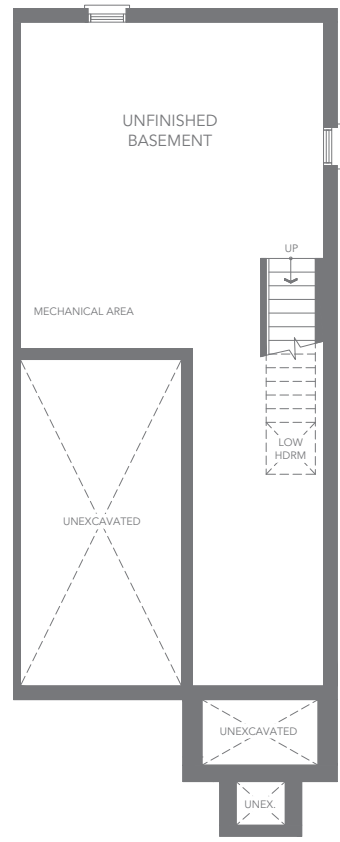 UNFINISHED
BASEMENT
UP
MECHANICAL AREA
LOW
HDRM
UNEXCAVATED
UNEXCAVATED
UNEX.